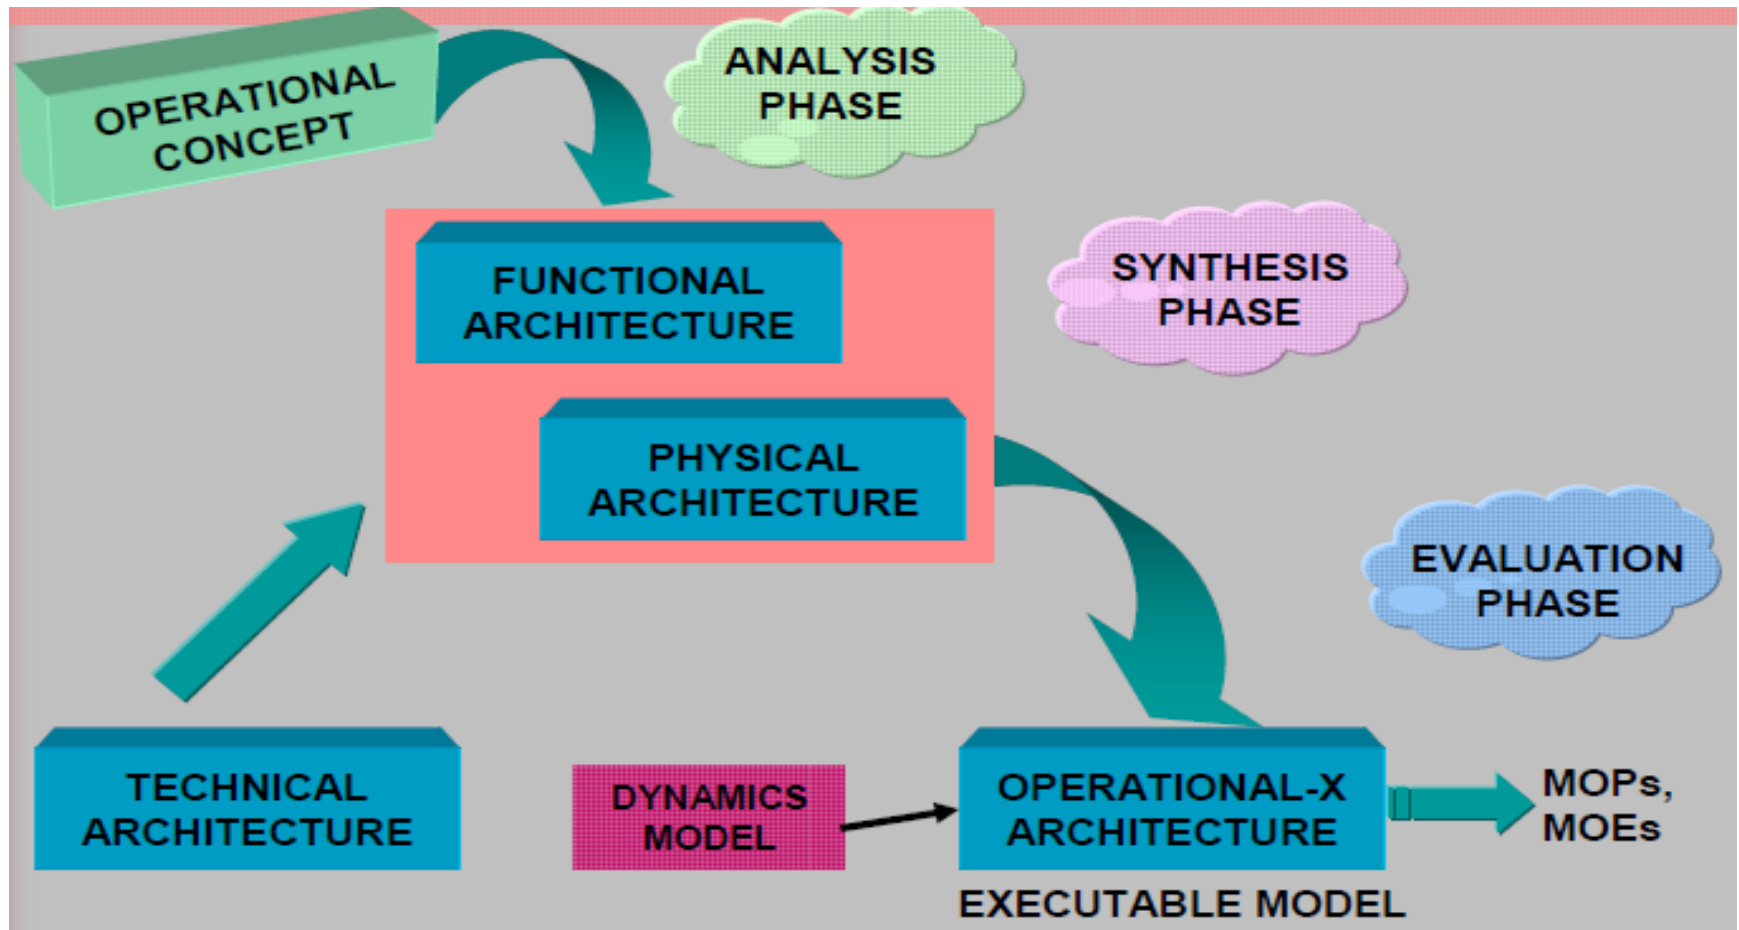 OPERATIONAL
CONCEPT
ANALYSIS
PHASE
FUNCTIONAL
ARCHITECTURE
SYNTHESIS
PHASE
PHYSICAL
ARCHITECTURE
EVALUATION
PHASE
TECHNICAL
ARCHITECTURE
DYNAMICS
MODEL
OPERATIONAL-X
ARCHITECTURE
MOPs,
MOEs
EXECUTABLE MODEL